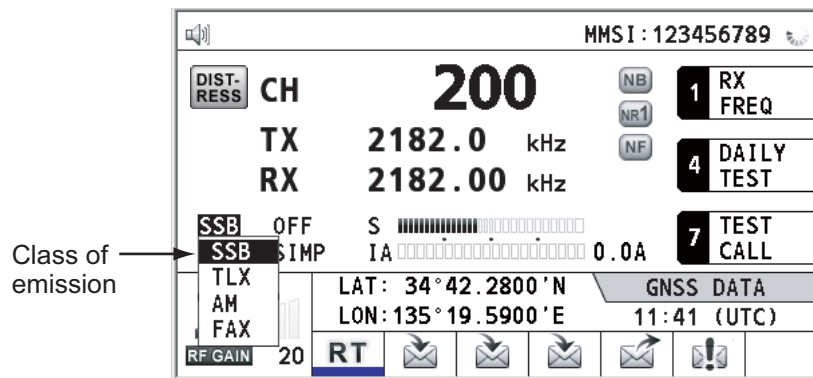 MMSI:123456789
DIST-
RESS
CH
200
NB
NR1
NF
1 RX
FREQ
TX 2182.0 kHz
RX 2182.00 kHz
4 DAILY
TEST
SSB OFF S
7 TEST
CALL
SSB SIMP IA 0.0A
TLX
AM
FAX
Class of
emission
LAT: 34°42.2800'N
GNSS DATA
LON:135°19.5900'E
11:41 (UTC)
RF GAIN 20
RT